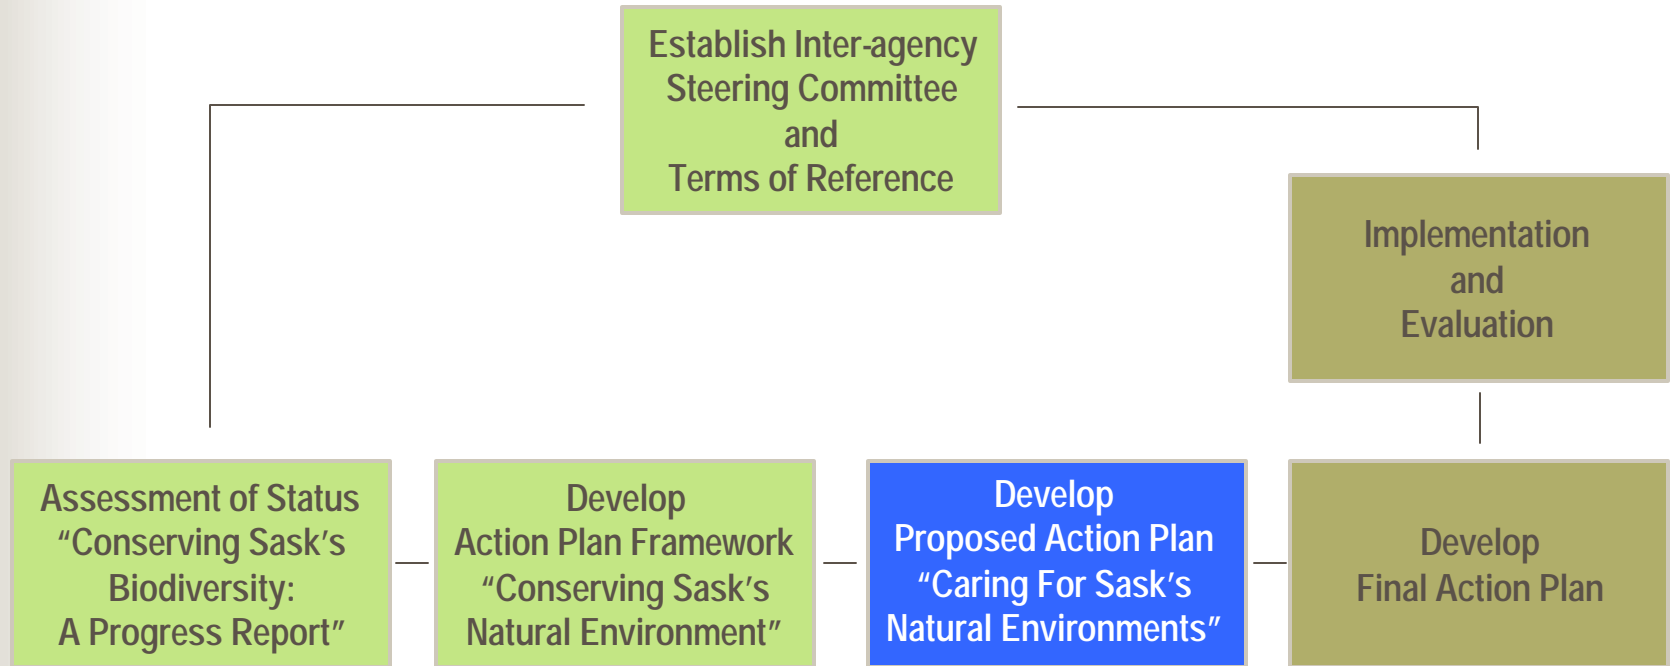 Establish Inter-agency
Steering Committee
and
Terms of Reference
Implementation
and
Evaluation
Assessment of Status
“Conserving Sask’s
Biodiversity:
A Progress Report”
Develop
Action Plan Framework
“Conserving Sask’s
Natural Environment”
Develop
Proposed Action Plan
“Caring For Sask’s
Natural Environments”
Develop
Final Action Plan